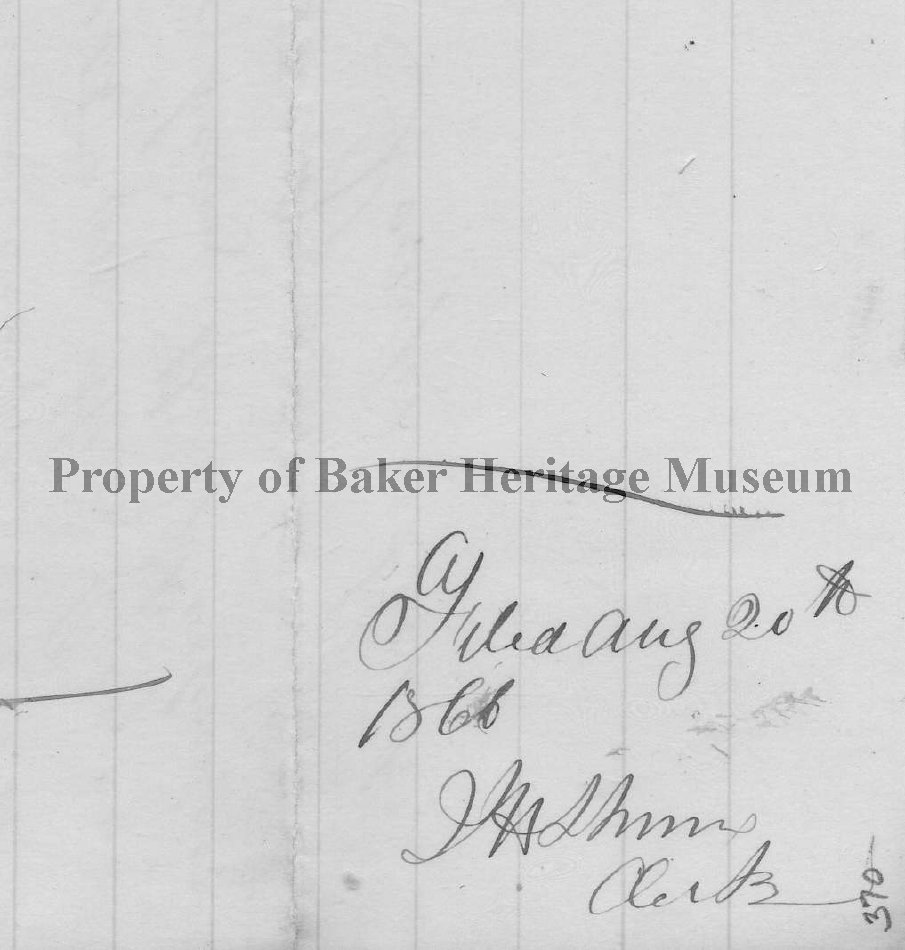 Property of Baker Heritage Museum
Filed Aug 20th
1866
Clerk
370